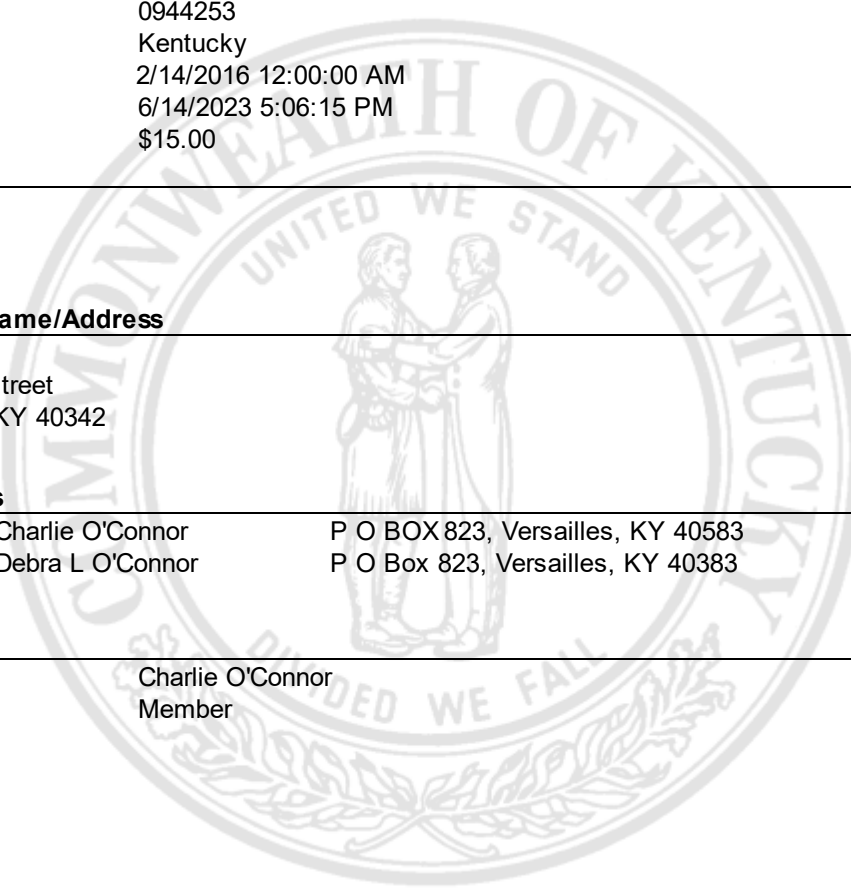 0944253
Kentucky
2/14/2016 12:00:00 AM
6/14/2023 5:06:15 PM
$15.00
COMMONWEALTH OF KENTUCKY
UNITED WE STAND
DIVIDED WE FALL
ame/Address
treet
KY 40342
s
Charlie O'Connor P O BOX 823, Versailles, KY 40583
Debra L O'Connor P O Box 823, Versailles, KY 40383
Charlie O'Connor
Member